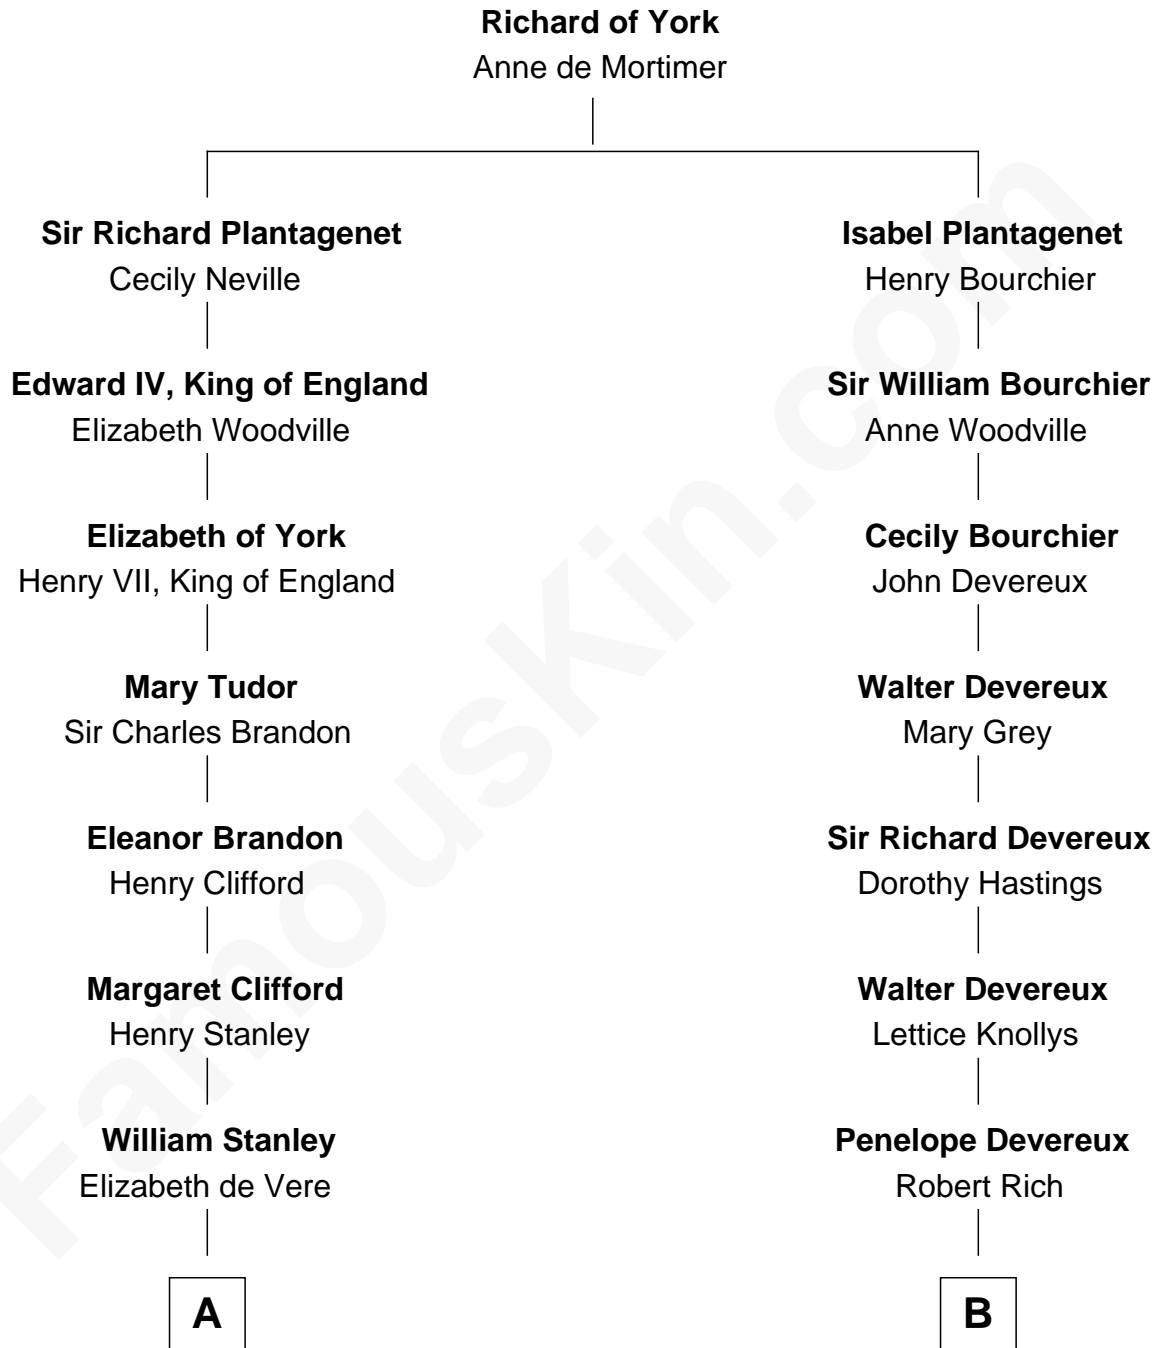 Richard of York
Anne de Mortimer
Sir Richard Plantagenet
Cecily Neville
Edward IV, King of England
Elizabeth Woodville
Elizabeth of York
Henry VII, King of England
Mary Tudor
Sir Charles Brandon
Eleanor Brandon
Henry Clifford
Margaret Clifford
Henry Stanley
William Stanley
Elizabeth de Vere
A
Isabel Plantagenet
Henry Bourchier
Sir William Bourchier
Anne Woodville
Cecily Bourchier
John Devereux
Walter Devereux
Mary Grey
Sir Richard Devereux
Dorothy Hastings
Walter Devereux
Lettice Knollys
Penelope Devereux
Robert Rich
B
FamousKin.com